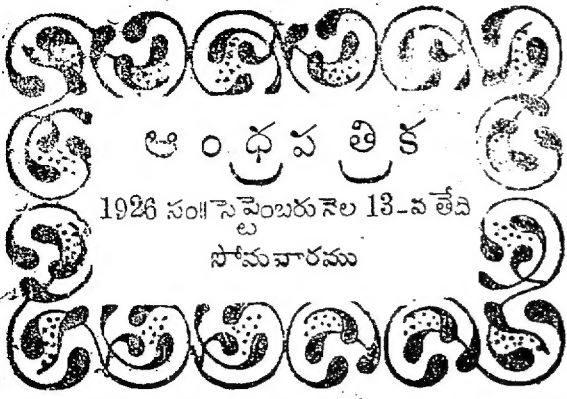 ఆంధ్రపత్రిక
1926 సం॥ సెప్టెంబరు నెల 13-వ తేది
సోమవారము